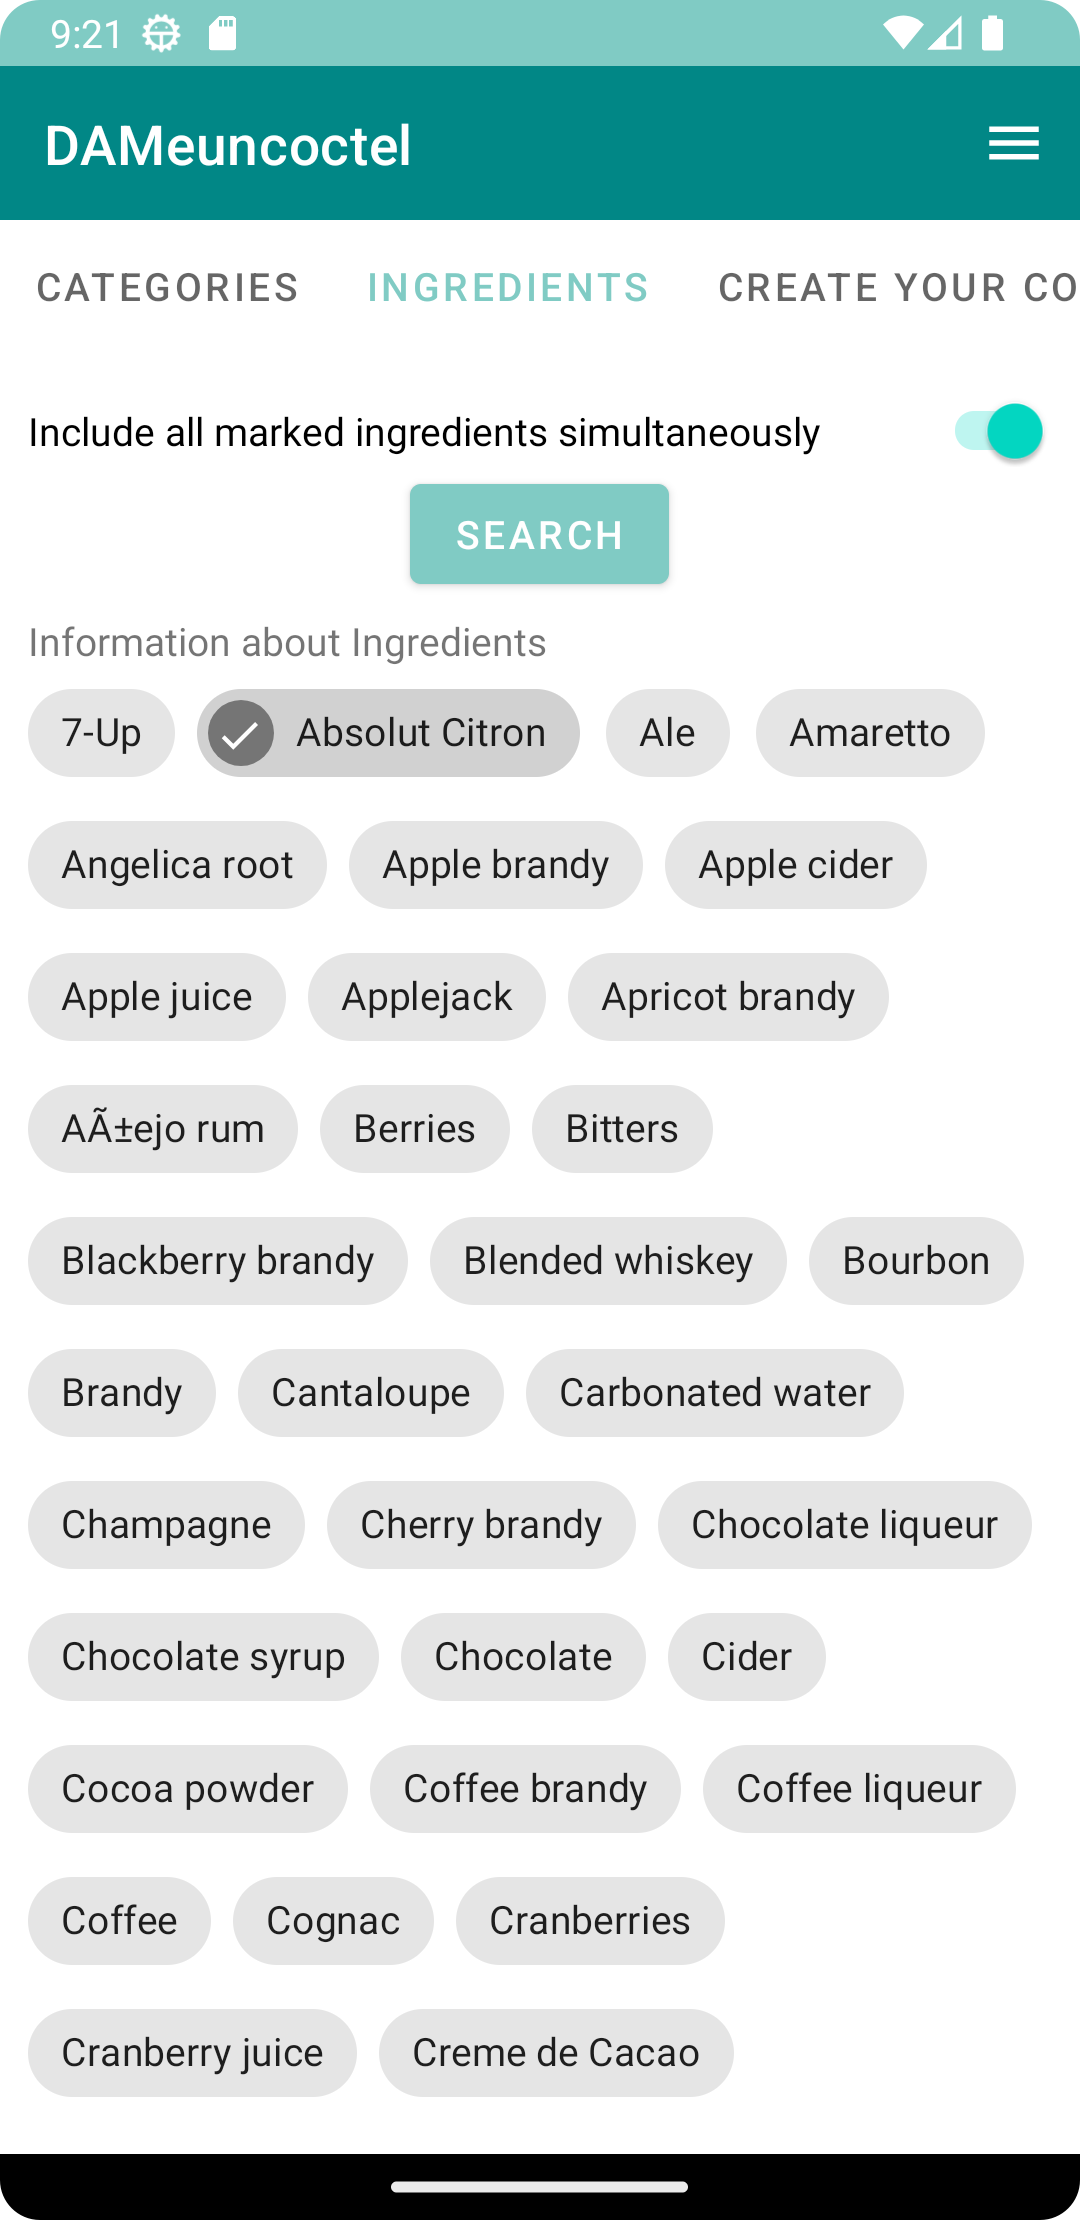 9:21
DAMeuncoctel
CATEGORIES INGREDIENTS CREATE YOUR CO
Include all marked ingredients simultaneously
SEARCH
Information about Ingredients
7-Up Absolut Citron Ale Amaretto
Angelica root Apple brandy Apple cider
Apple juice Applejack Apricot brandy
AÃ±ejo rum Berries Bitters
Blackberry brandy Blended whiskey Bourbon
Brandy Cantaloupe Carbonated water
Champagne Cherry brandy Chocolate liqueur
Chocolate syrup Chocolate Cider
Cocoa powder Coffee brandy Coffee liqueur
Coffee Cognac Cranberries
Cranberry juice Creme de Cacao